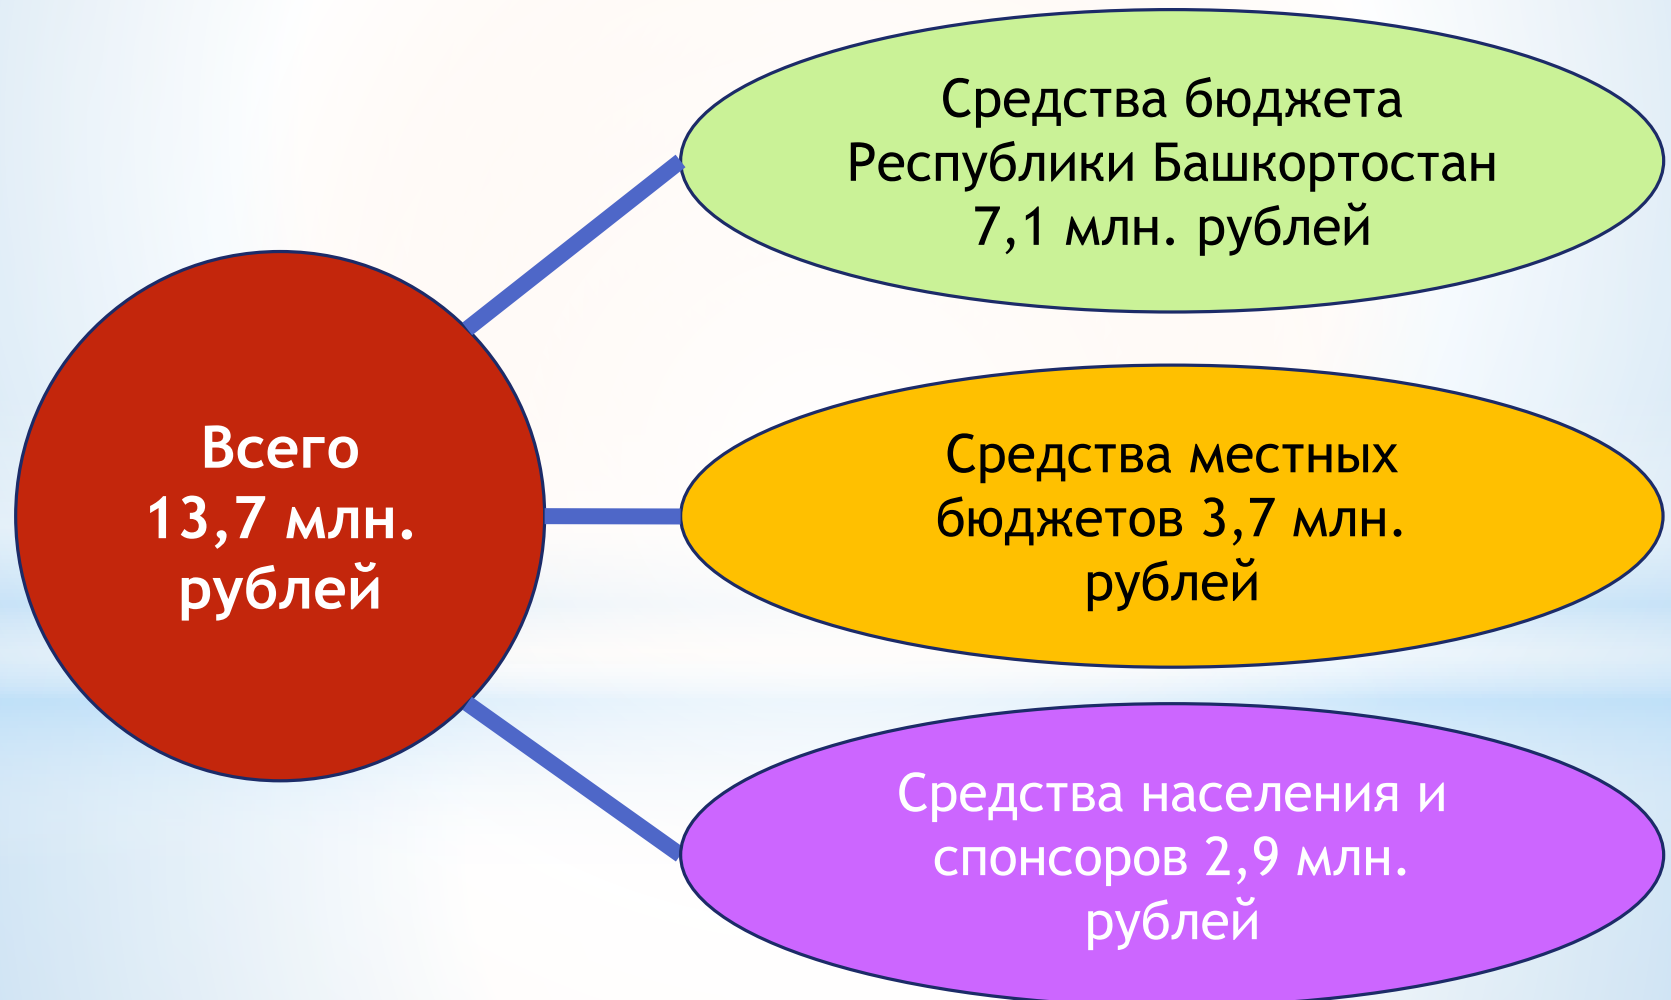 Средства бюджета
Республики Башкортостан
7,1 млн. рублей
Всего
13,7 млн.
рублей
Средства местных
бюджетов 3,7 млн.
рублей
Средства населения и
спонсоров 2,9 млн.
рублей